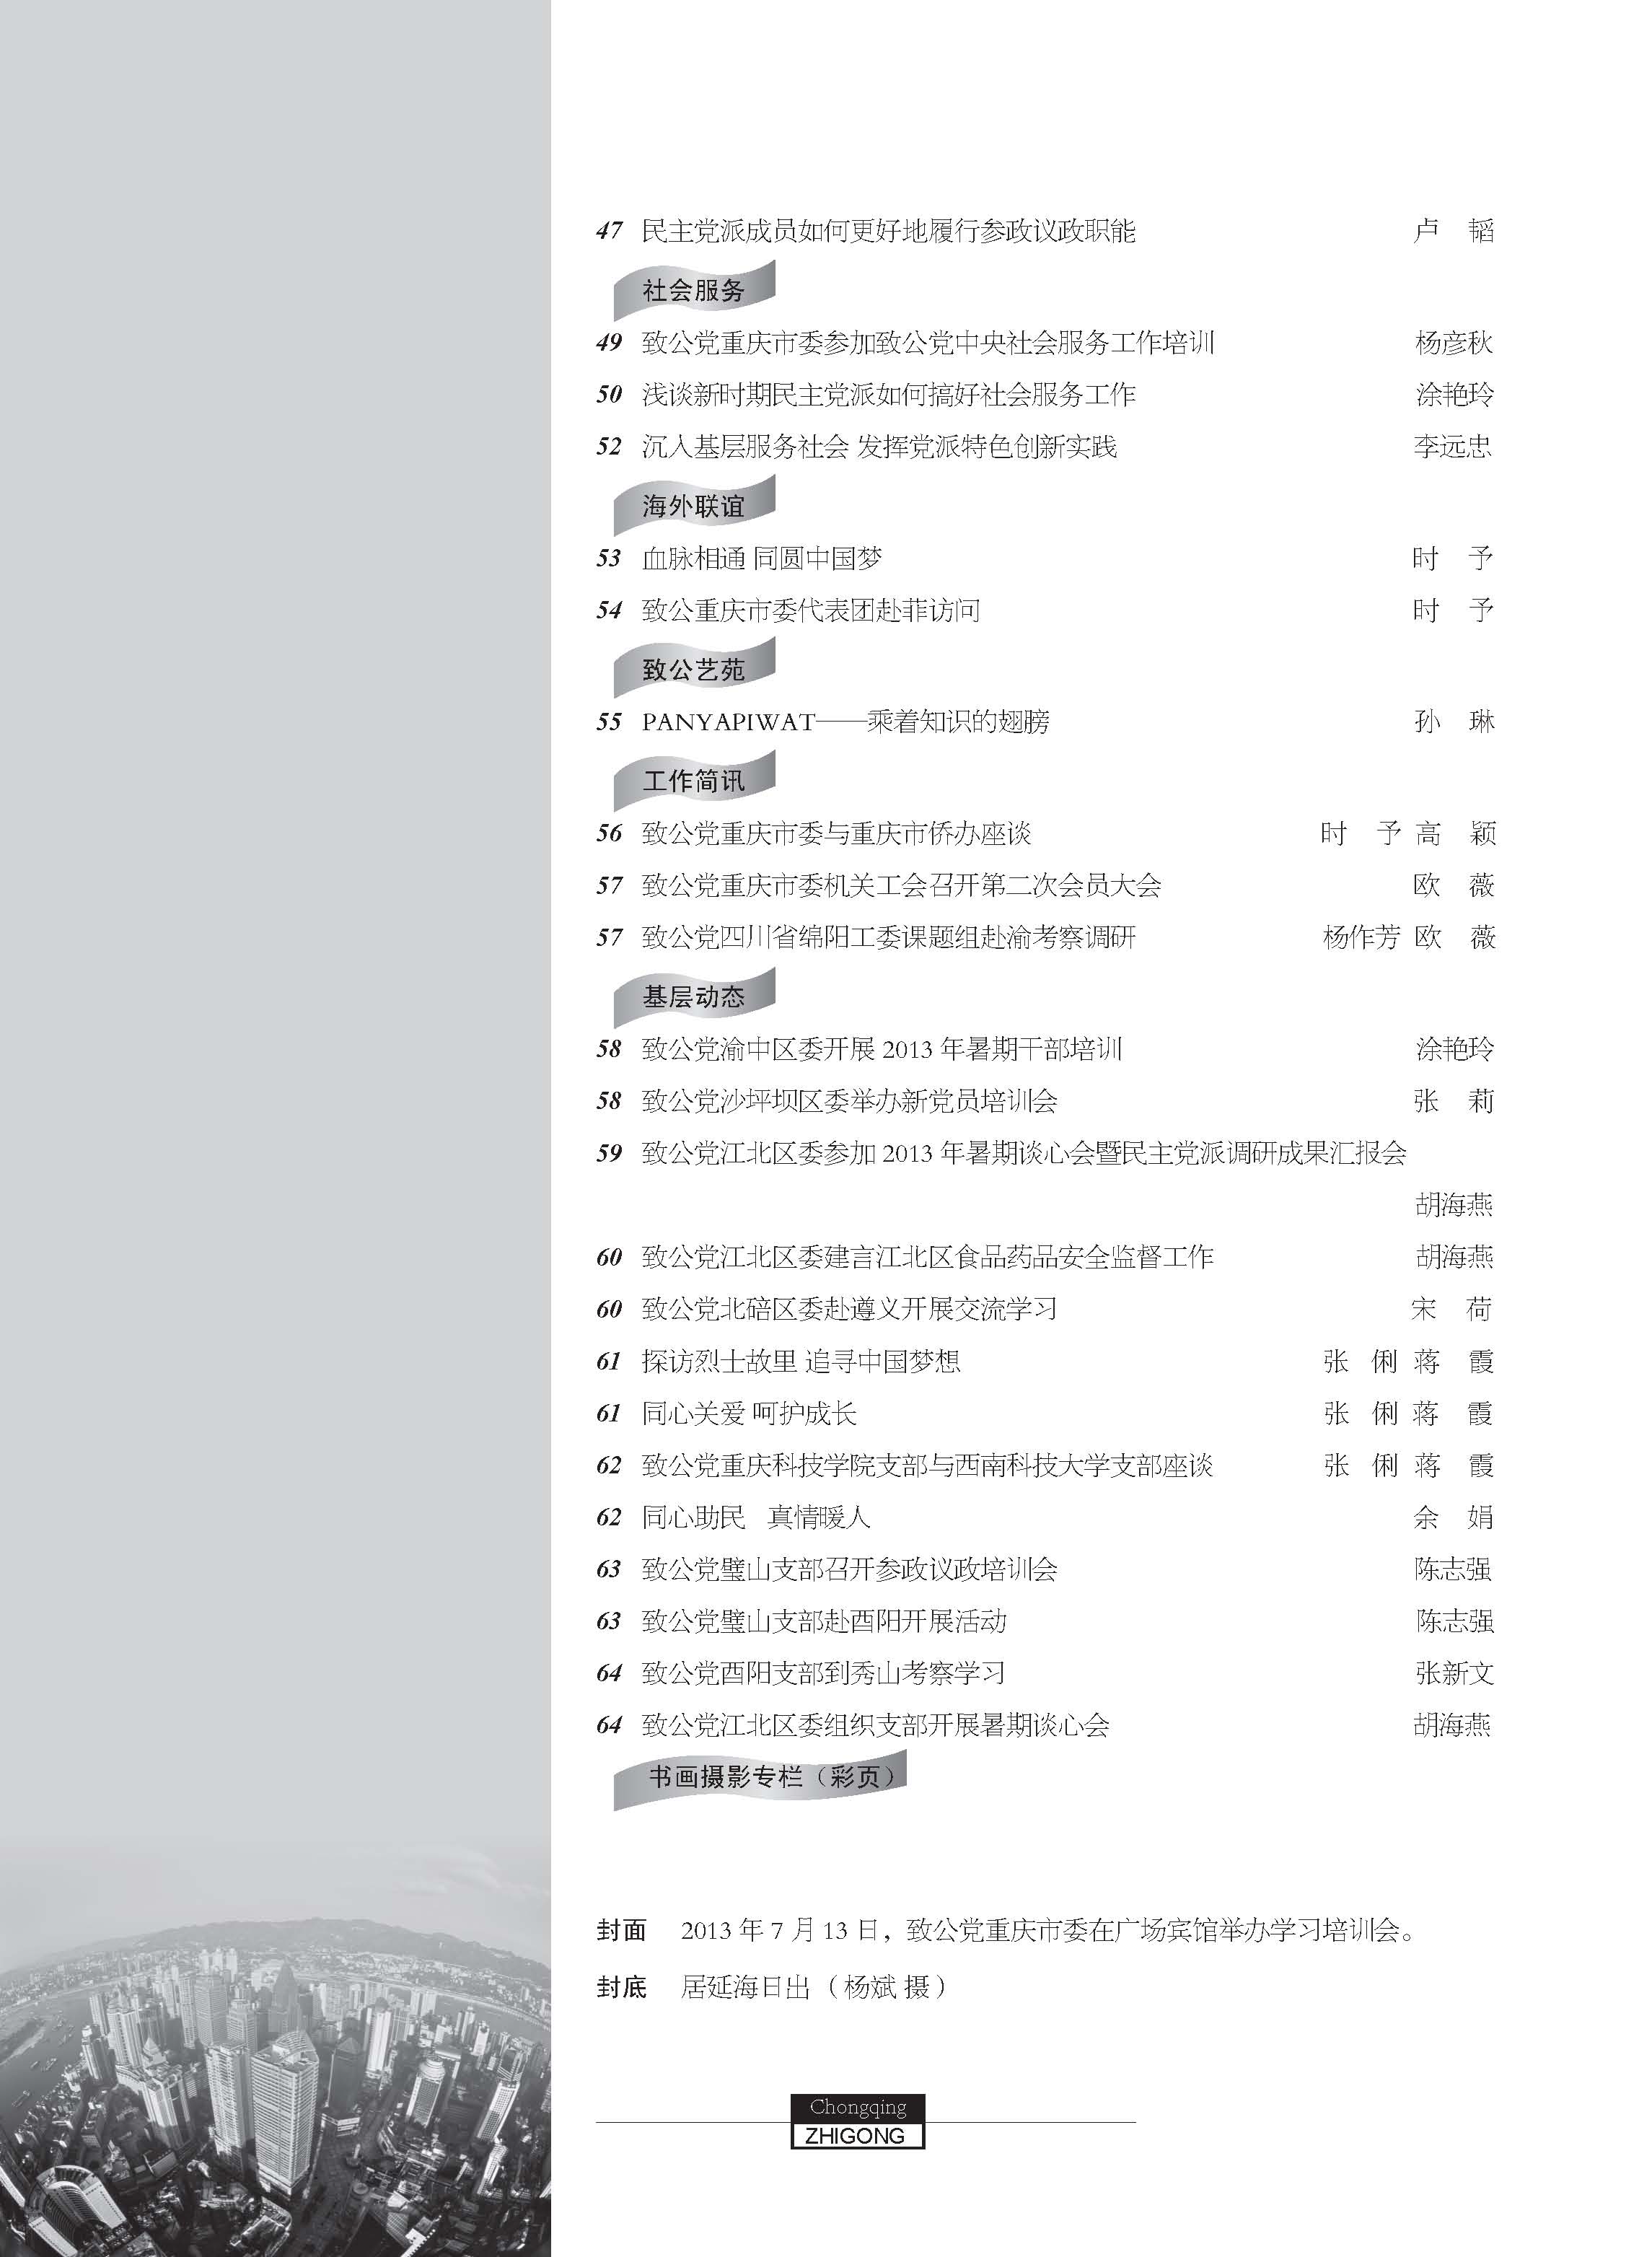 47 民主党派成员如何更好地履行参政议政职能 卢 韬
社会服务
49 致公党重庆市委参加致公党中央社会服务工作培训 杨彦秋
50 浅谈新时期民主党派如何搞好社会服务工作 涂艳玲
52 沉入基层服务社会 发挥党派特色创新实践 李远忠
海外联谊
53 血脉相通 同圆中国梦 时 予
54 致公重庆市委代表团赴菲访问 时 予
致公艺苑
55 PANYAPIWAT——乘着知识的翅膀 孙 琳
工作简讯
56 致公党重庆市委与重庆市侨办座谈 时 予 高 颖
57 致公党重庆市委机关工会召开第二次会员大会 欧 薇
57 致公党四川省绵阳工委课题组赴渝考察调研 杨作芳 欧 薇
基层动态
58 致公党渝中区委开展 2013 年暑期干部培训 涂艳玲
58 致公党沙坪坝区委举办新党员培训会 张 莉
59 致公党江北区委参加 2013 年暑期谈心会暨民主党派调研成果汇报会
胡海燕
60 致公党江北区委建言江北区食品药品安全监督工作 胡海燕
60 致公党北碚区委赴遵义开展交流学习 宋 荷
61 探访烈士故里 追寻中国梦想 张 俐 蒋 霞
61 同心关爱 呵护成长 张 俐 蒋 霞
62 致公党重庆科技学院支部与西南科技大学支部座谈 张 俐 蒋 霞
62 同心助民 真情暖人 余 娟
63 致公党璧山支部召开参政议政培训会 陈志强
63 致公党璧山支部赴酉阳开展活动 陈志强
64 致公党酉阳支部到秀山考察学习 张新文
64 致公党江北区委组织支部开展暑期谈心会 胡海燕
书画摄影专栏（彩页）
封面 2013 年 7 月 13 日，致公党重庆市委在广场宾馆举办学习培训会。
封底 居延海日出（杨斌 摄）
Chongqing
ZHIGONG